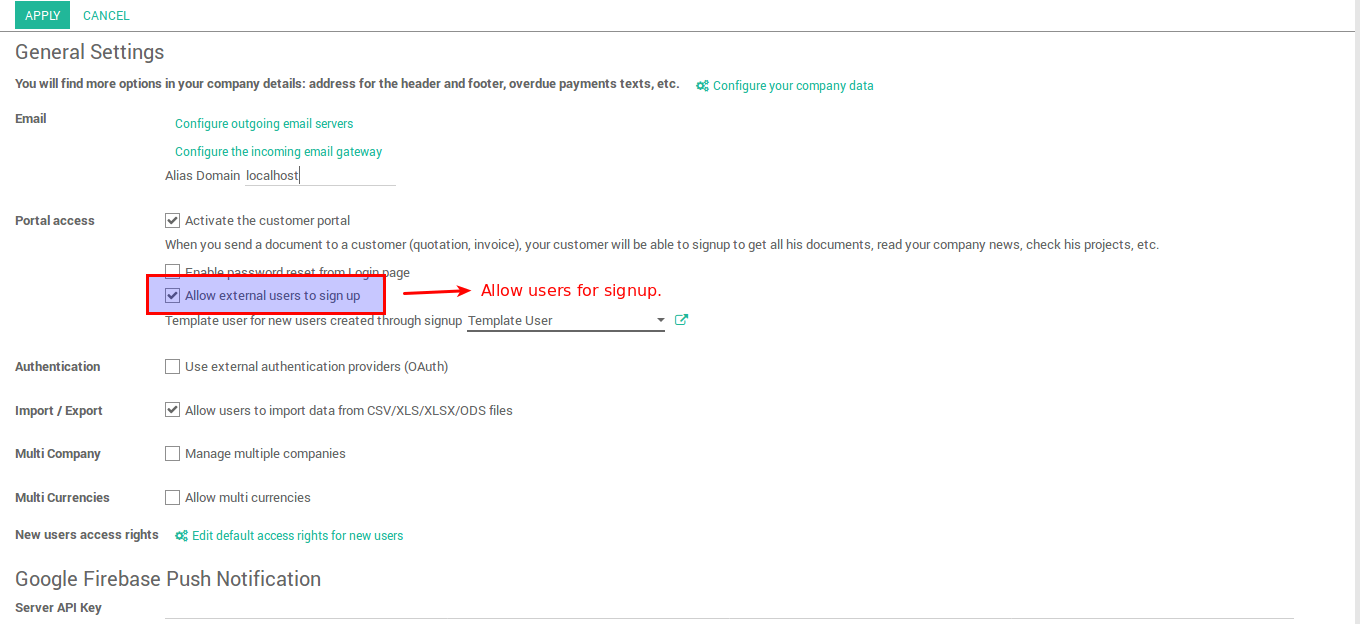 APPLY CANCEL
General Settings
You will find more options in your company details: address for the header and footer, overdue payments texts, etc. Configure your company data
Email
Configure outgoing email servers
Configure the incoming email gateway
Alias Domain localhost
Portal access Activate the customer portal
When you send a document to a customer (quotation, invoice), your customer will be able to signup to get all his documents, read your company news, check his projects, etc.
Enable password reset from Login page
Allow external users to sign up Allow users for signup.
Template user for new users created through signup Template User
Authentication Use external authentication providers (OAuth)
Import / Export Allow users to import data from CSV/XLS/XLSX/ODS files
Multi Company Manage multiple companies
Multi Currencies Allow multi currencies
New users access rights Edit default access rights for new users
Google Firebase Push Notification
Server API Key